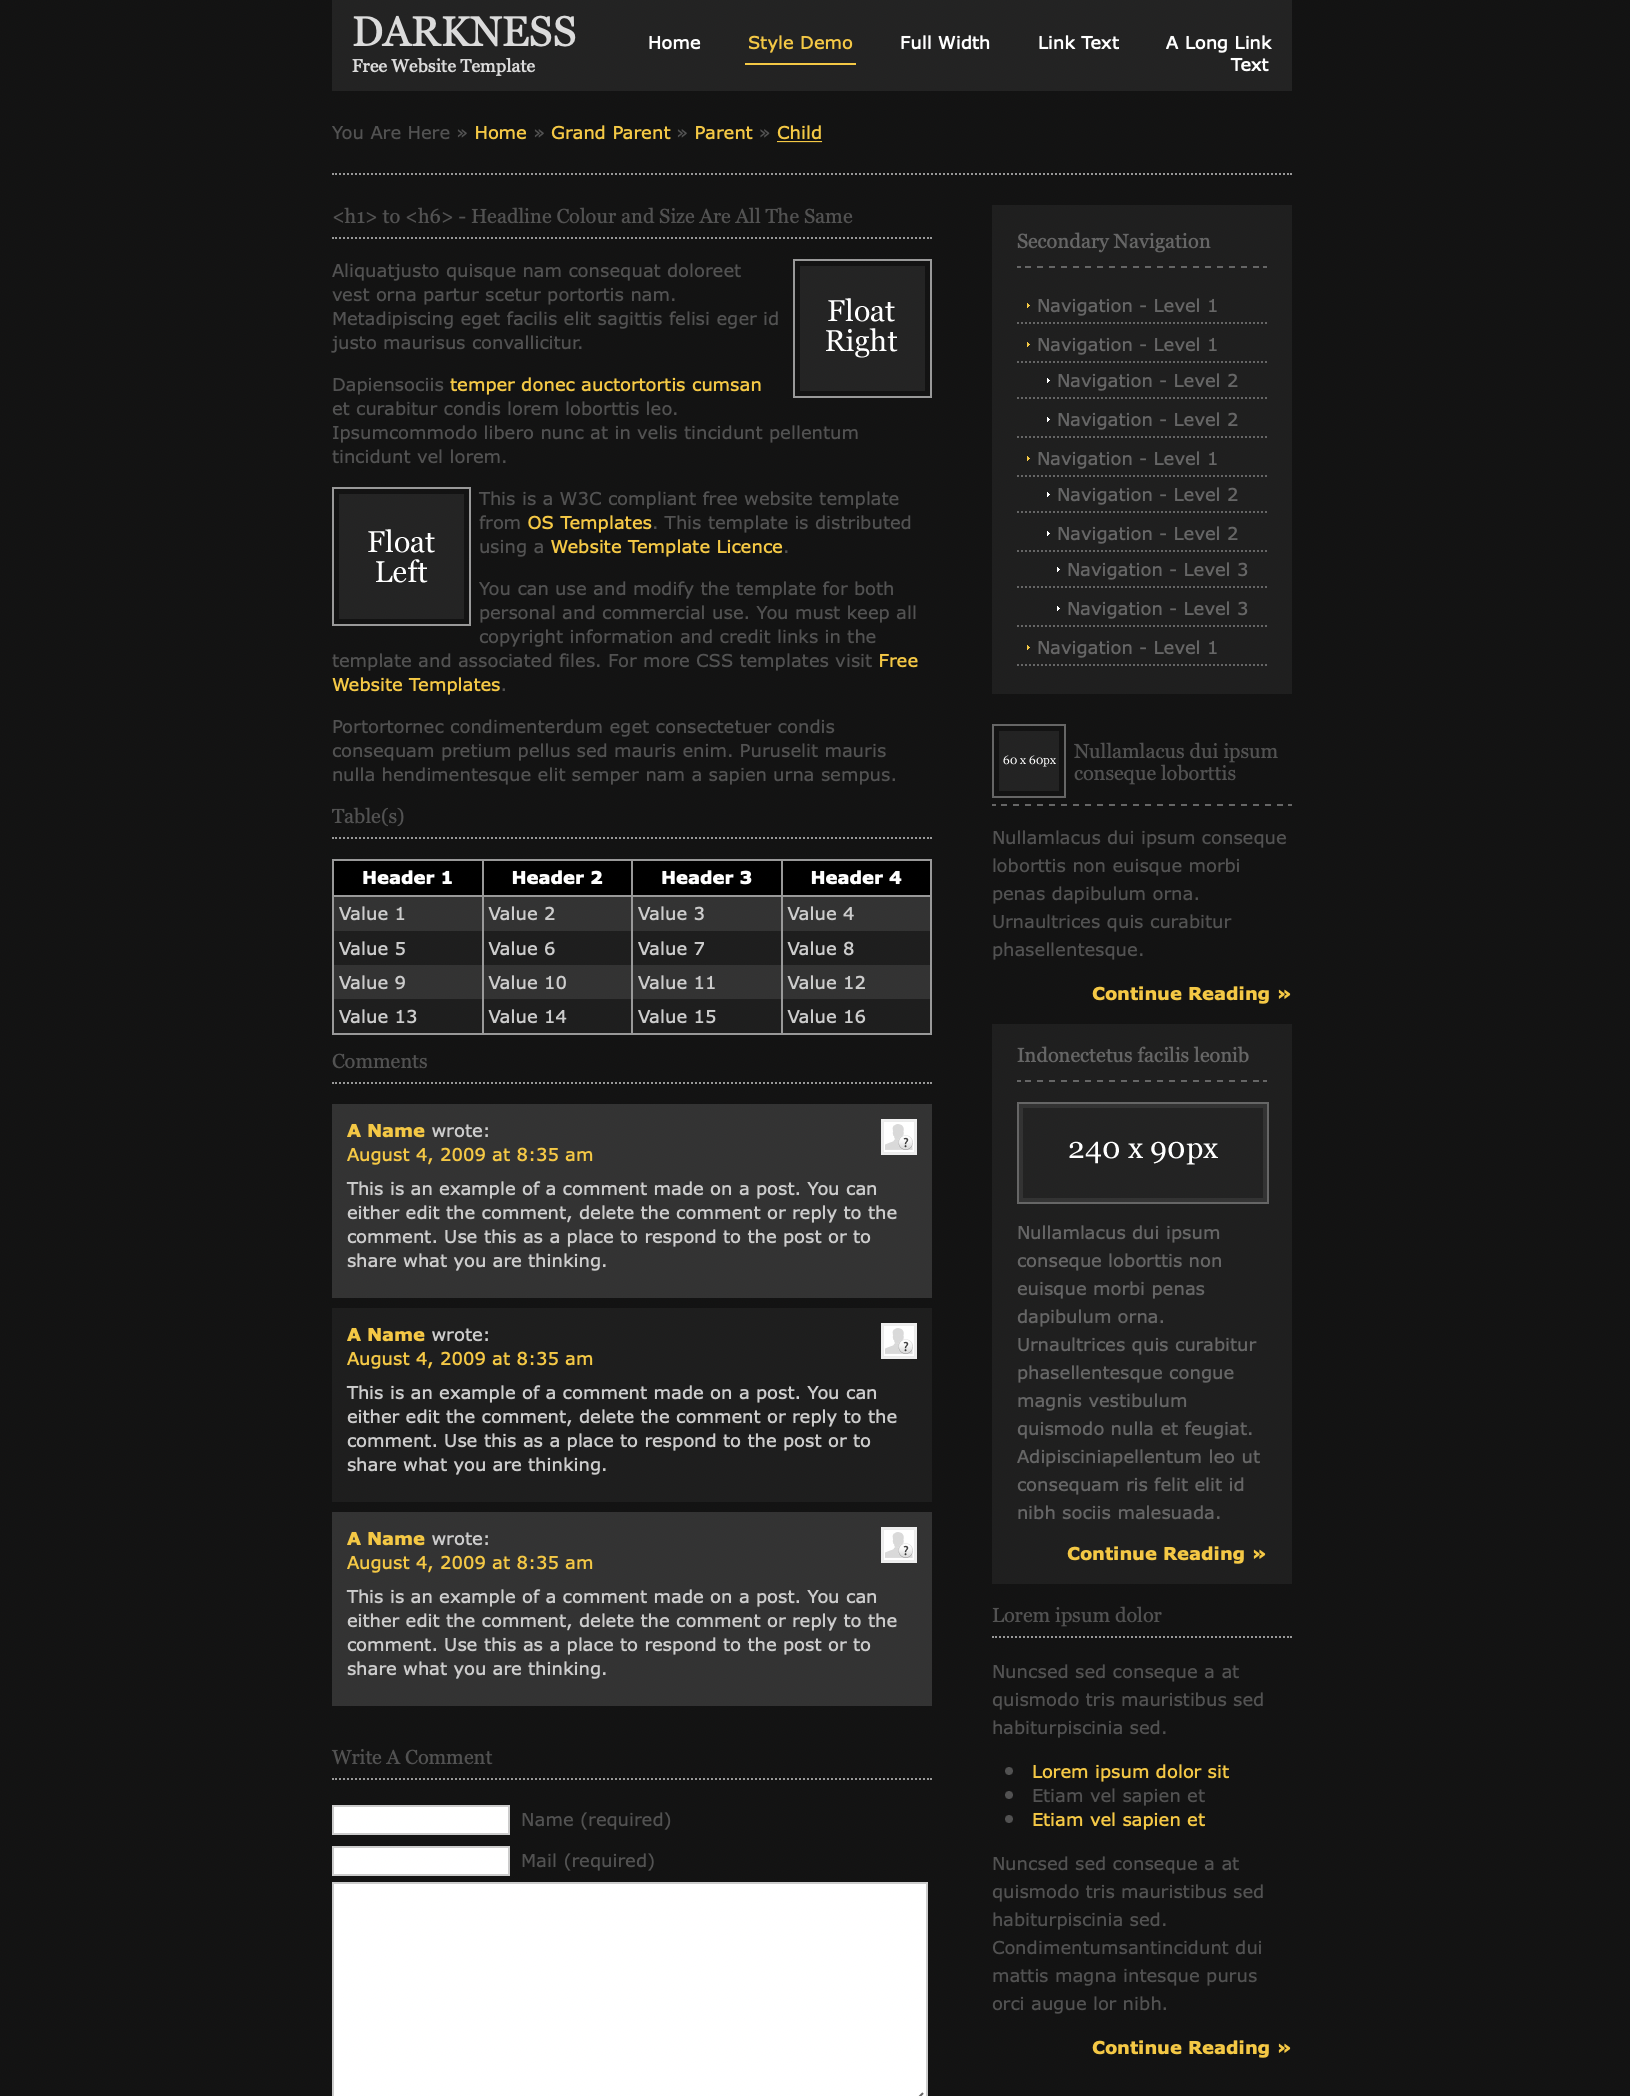 DARKNESS
Free Website Template
Home
Style Demo
Full Width
Link Text
A Long Link
Text
You Are Here » Home » Grand Parent » Parent » Child
<h1> to <h6> - Headline Colour and Size Are All The Same
Aliquatjusto quisque nam consequat doloreet
vest orna partur scetur portortis nam.
Metadipiscing eget facilis elit sagittis felisi eger id
justo maurisus convallicitur.
Float
Right
Dapiensociis temper donec auctortortis cumsan
et curabitur condis lorem loborttis leo.
Ipsumcommodo libero nunc at in velis tincidunt pellentum
tincidunt vel lorem.
Float
Left
This is a W3C compliant free website template
from OS Templates. This template is distributed
using a Website Template Licence.
You can use and modify the template for both
personal and commercial use. You must keep all
copyright information and credit links in the
template and associated files. For more CSS templates visit Free
Website Templates.
Portortornec condimenterdum eget consectetuer condis
consequam pretium pellus sed mauris enim. Puruselit mauris
nulla hendimentesque elit semper nam a sapien urna sempus.
Table(s)
Header 1 Header 2 Header 3 Header 4
Value 1 Value 2 Value 3 Value 4
Value 5 Value 6 Value 7 Value 8
Value 9 Value 10 Value 11 Value 12
Value 13 Value 14 Value 15 Value 16
Comments
A Name wrote:
August 4, 2009 at 8:35 am
?
This is an example of a comment made on a post. You can
either edit the comment, delete the comment or reply to the
comment. Use this as a place to respond to the post or to
share what you are thinking.
A Name wrote:
August 4, 2009 at 8:35 am
?
This is an example of a comment made on a post. You can
either edit the comment, delete the comment or reply to the
comment. Use this as a place to respond to the post or to
share what you are thinking.
A Name wrote:
August 4, 2009 at 8:35 am
?
This is an example of a comment made on a post. You can
either edit the comment, delete the comment or reply to the
comment. Use this as a place to respond to the post or to
share what you are thinking.
Write A Comment
Name (required)
Mail (required)
Secondary Navigation
Navigation - Level 1
Navigation - Level 1
Navigation - Level 2
Navigation - Level 2
Navigation - Level 1
Navigation - Level 2
Navigation - Level 2
Navigation - Level 3
Navigation - Level 3
Navigation - Level 1
60 x 60px
Nullamlacus dui ipsum
conseque loborttis
Nullamlacus dui ipsum conseque
loborttis non euisque morbi
penas dapibulum orna.
Urnaultrices quis curabitur
phasellentesque.
Continue Reading »
Indonectetus facilis leonib
240 x 90px
Nullamlacus dui ipsum
conseque loborttis non
euisque morbi penas
dapibulum orna.
Urnaultrices quis curabitur
phasellentesque congue
magnis vestibulum
quismodo nulla et feugiat.
Adipisciniapellentum leo ut
consequam ris felit elit id
nibh sociis malesuada.
Continue Reading »
Lorem ipsum dolor
Nuncsed sed conseque a at
quismodo tris mauristibus sed
habiturpiscinia sed.
Lorem ipsum dolor sit
Etiam vel sapien et
Etiam vel sapien et
Nuncsed sed conseque a at
quismodo tris mauristibus sed
habiturpiscinia sed.
Condimentumsantincidunt dui
mattis magna intesque purus
orci augue lor nibh.
Continue Reading »